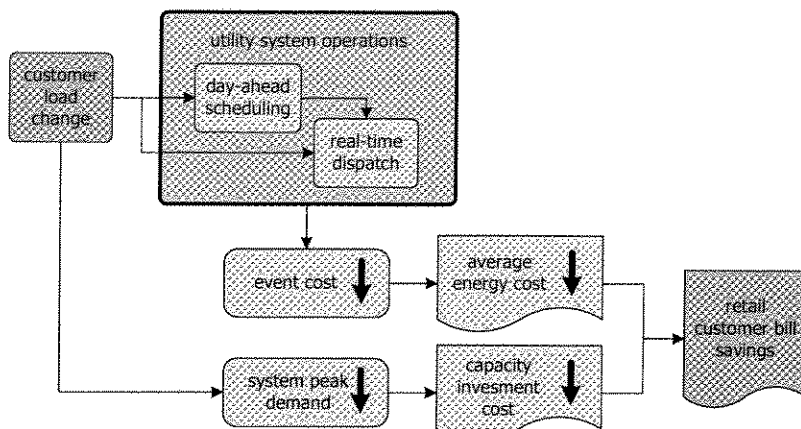 utility system operations
customer
load
change
day-ahead
scheduling
real-time
dispatch
event cost
average
energy cost
retail
customer bill
savings
system peak
demand
capacity
invesment
cost